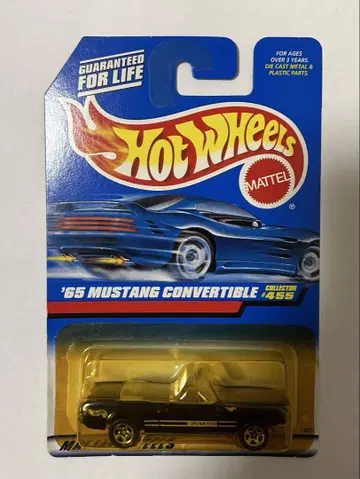 GUARANTEED
FOR LIFE
FOR AGES
OVER 3 YEARS.
DIE CAST METAL &
PLASTIC PARTS.
HOT WHEELS
MATTEL
®
'65 MUSTANG CONVERTIBLE
COLLECTOR
#455
MUSTANG